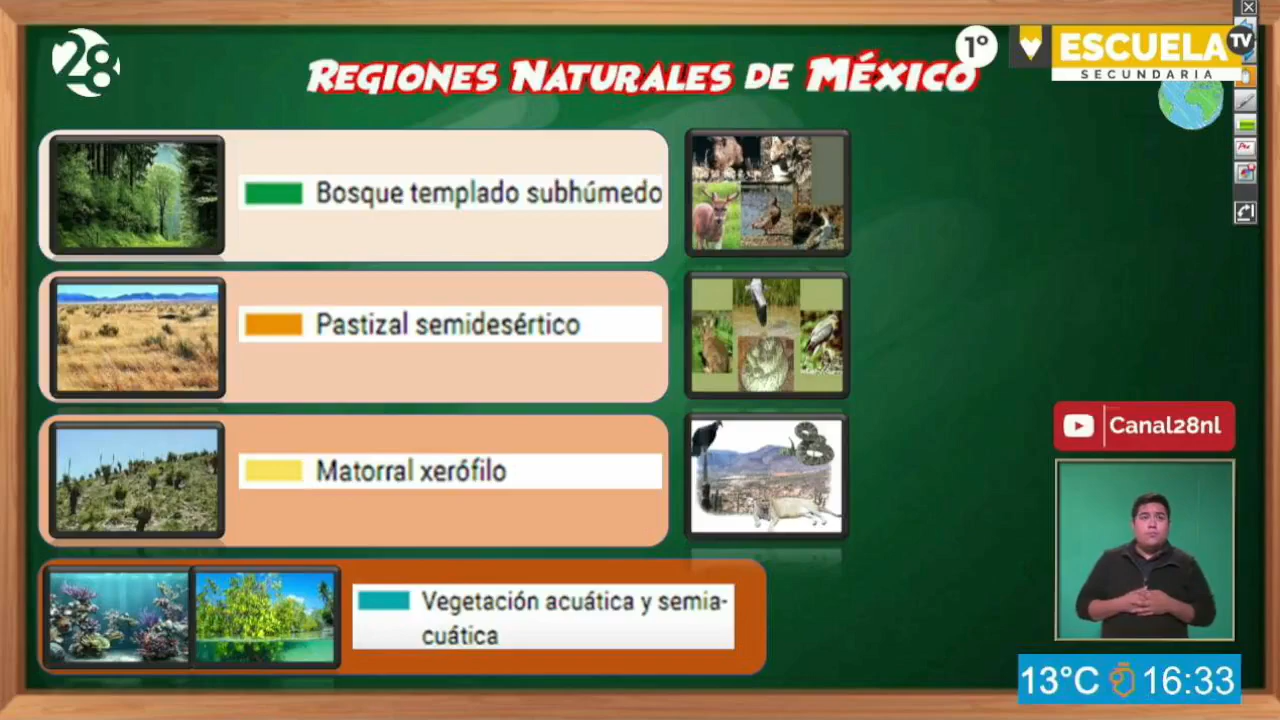 28
REGIONES NATURALES DE MÉXICO
1°
ESCUELA TV
SECUNDARIA
Bosque templado subhúmedo
Pastizal semidesértico
Matorral xerófilo
Vegetación acuática y semia-
cuática
Canal28nl
13°C 16:33